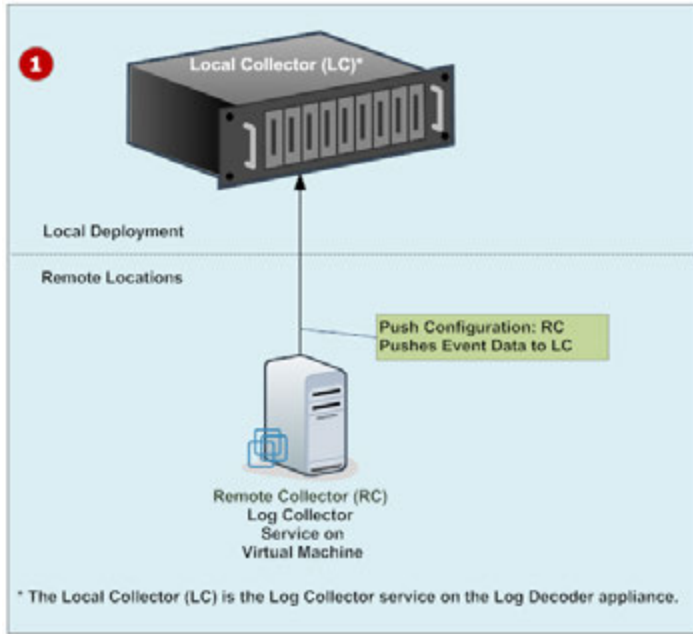 1
Local Collector (LC)*
Local Deployment
Remote Locations
Push Configuration: RC
Pushes Event Data to LC
Remote Collector (RC)
Log Collector
Service on
Virtual Machine
* The Local Collector (LC) is the Log Collector service on the Log Decoder appliance.